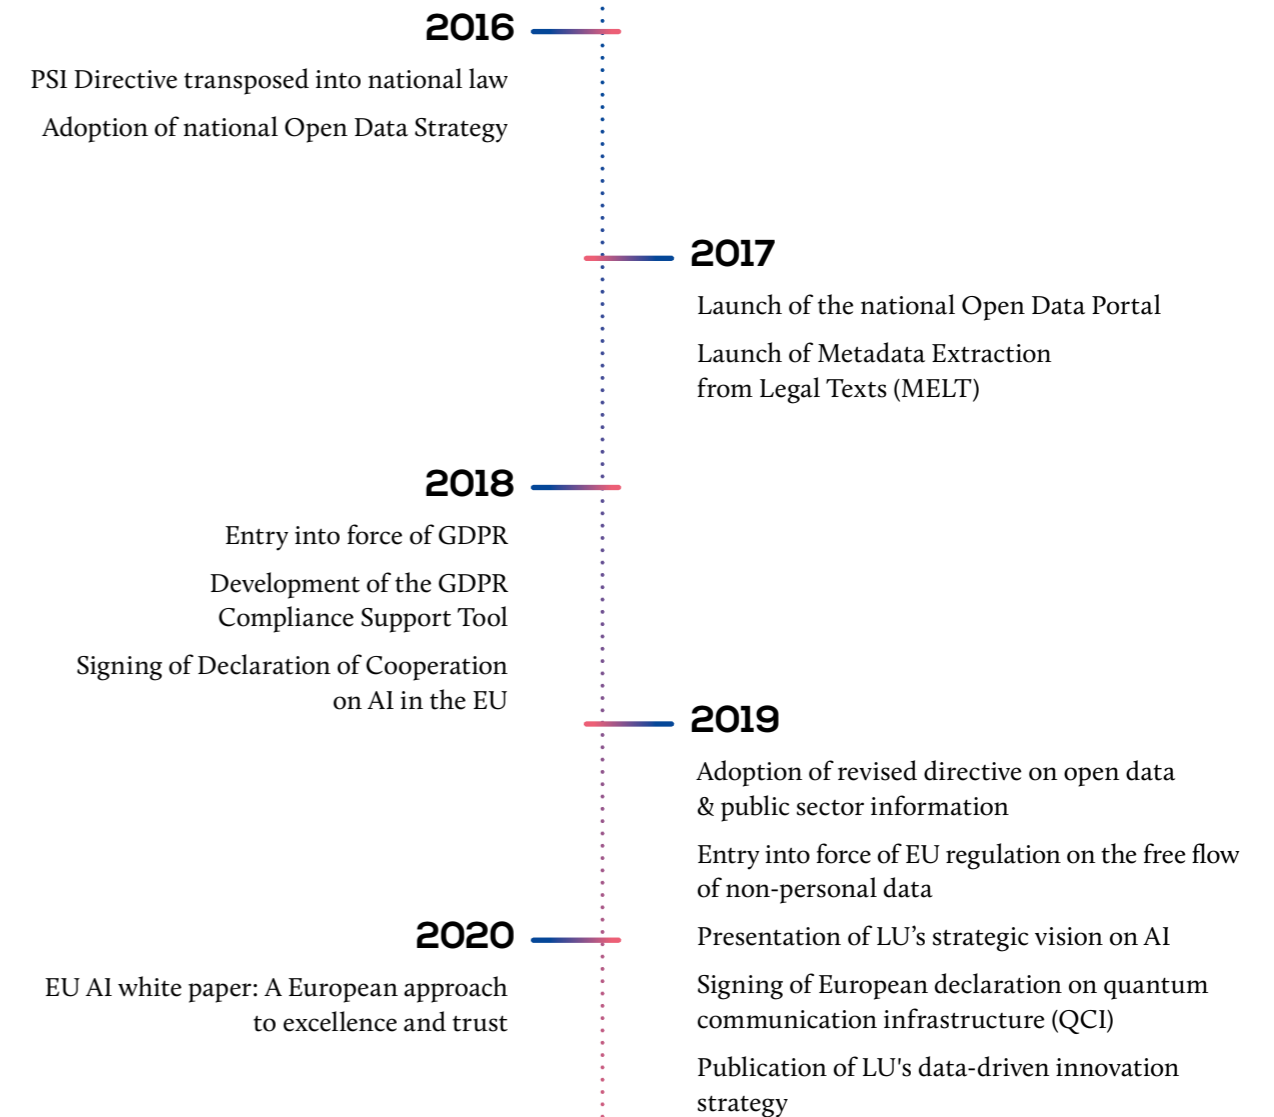 2016
PSI Directive transposed into national law
Adoption of national Open Data Strategy
2017
Launch of the national Open Data Portal
Launch of Metadata Extraction
from Legal Texts (MELT)
2018
Entry into force of GDPR
Development of the GDPR
Compliance Support Tool
Signing of Declaration of Cooperation
on AI in the EU
2019
Adoption of revised directive on open data
& public sector information
Entry into force of EU regulation on the free flow
of non-personal data
Presentation of LU’s strategic vision on AI
Signing of European declaration on quantum
communication infrastructure (QCI)
Publication of LU's data-driven innovation
strategy
2020
EU AI white paper: A European approach
to excellence and trust